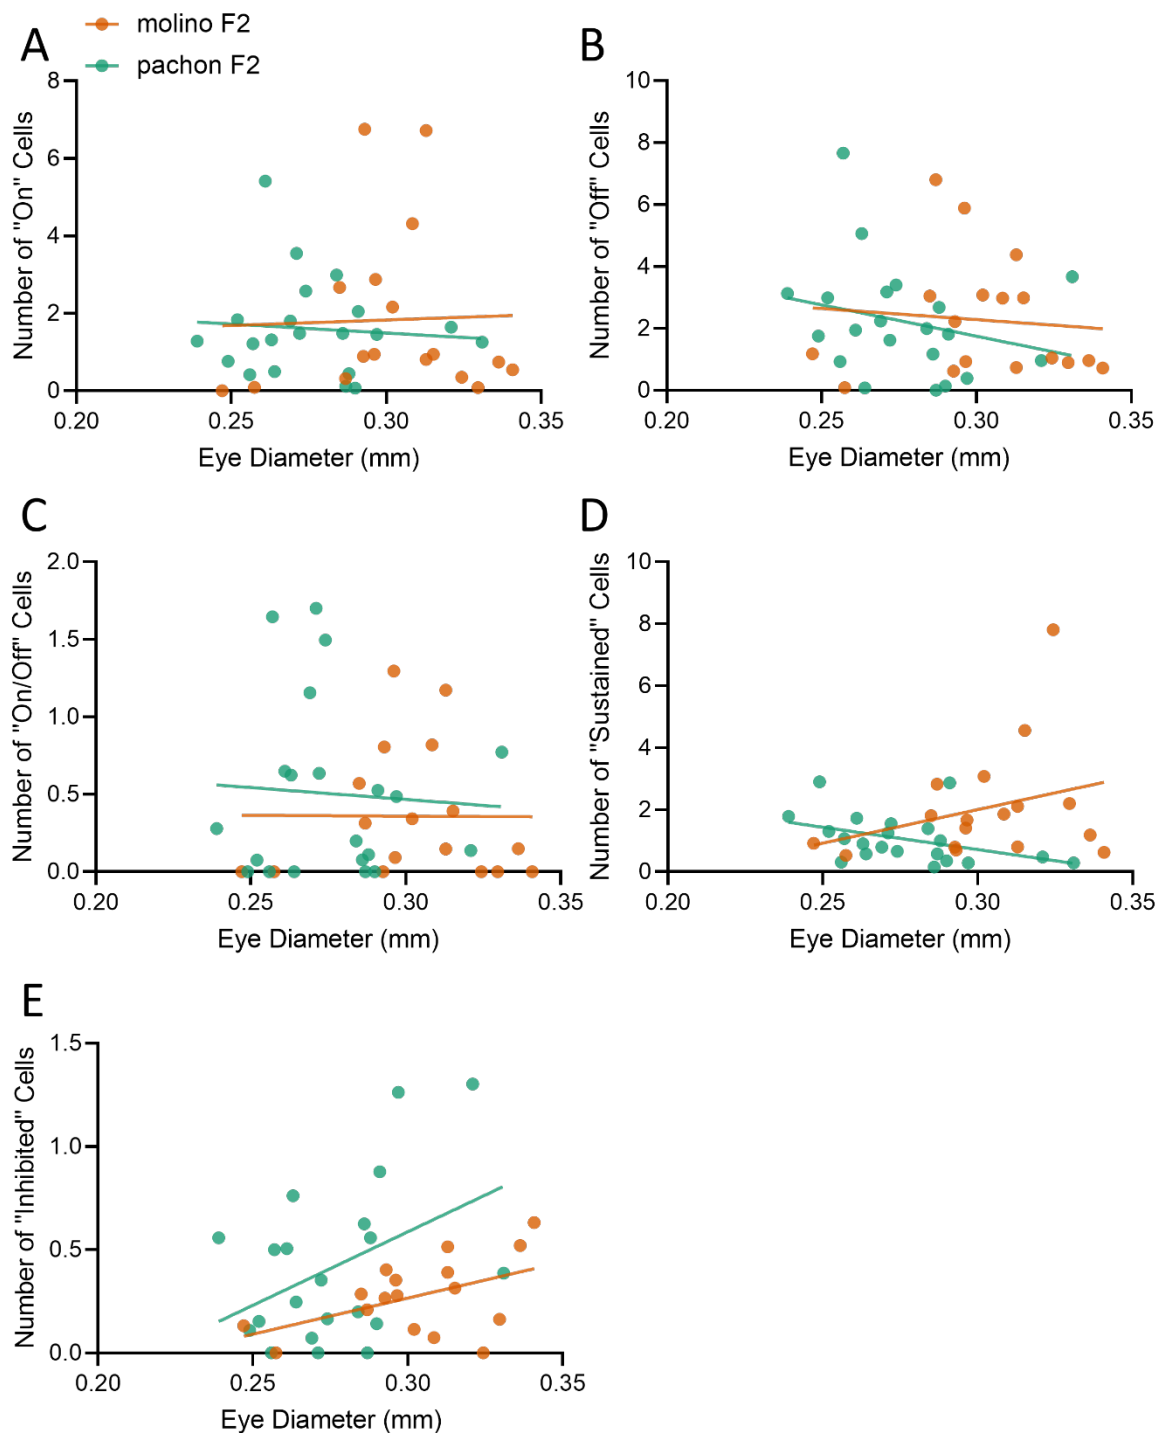 A
molino F2
pachon F2
Number of "On" Cells
8
6
4
2
0
0.20 0.25 0.30 0.35
Eye Diameter (mm)
B
Number of "Off" Cells
10
8
6
4
2
0
0.20 0.25 0.30 0.35
Eye Diameter (mm)
C
Number of "On/Off" Cells
2.0
1.5
1.0
0.5
0.0
0.20 0.25 0.30 0.35
Eye Diameter (mm)
D
Number of "Sustained" Cells
10
8
6
4
2
0
0.20 0.25 0.30 0.35
Eye Diameter (mm)
E
Number of "Inhibited" Cells
1.5
1.0
0.5
0.0
0.20 0.25 0.30 0.35
Eye Diameter (mm)